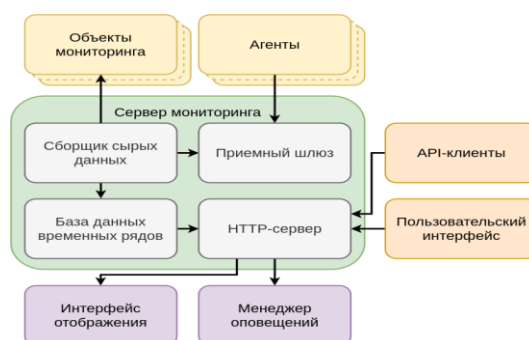 Объекты
мониторинга
Агенты
Сервер мониторинга
Сборщик сырых
данных
Приемный шлюз
API-клиенты
База данных
временных рядов
HTTP-сервер
Пользовательский
интерфейс
Интерфейс
отображения
Менеджер
оповещений